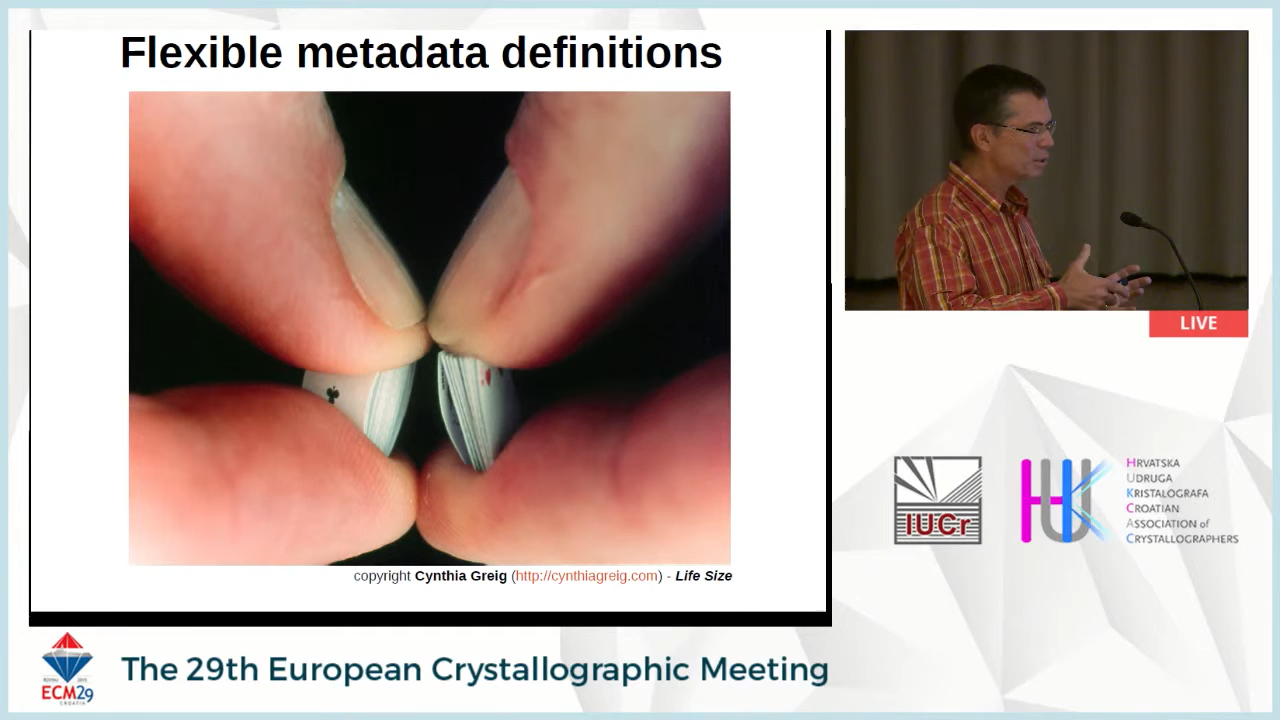 Flexible metadata definitions
copyright Cynthia Greig (http://cynthiagreig.com) - Life Size
LIVE
IUCr
HUK
HRVATSKA
UDRUGA
KRISTALOGRAFA
CROATIAN
ASSOCIATION of
CRYSTALLOGRAPHERS
ECM29
CROATIA
The 29th European Crystallographic Meeting